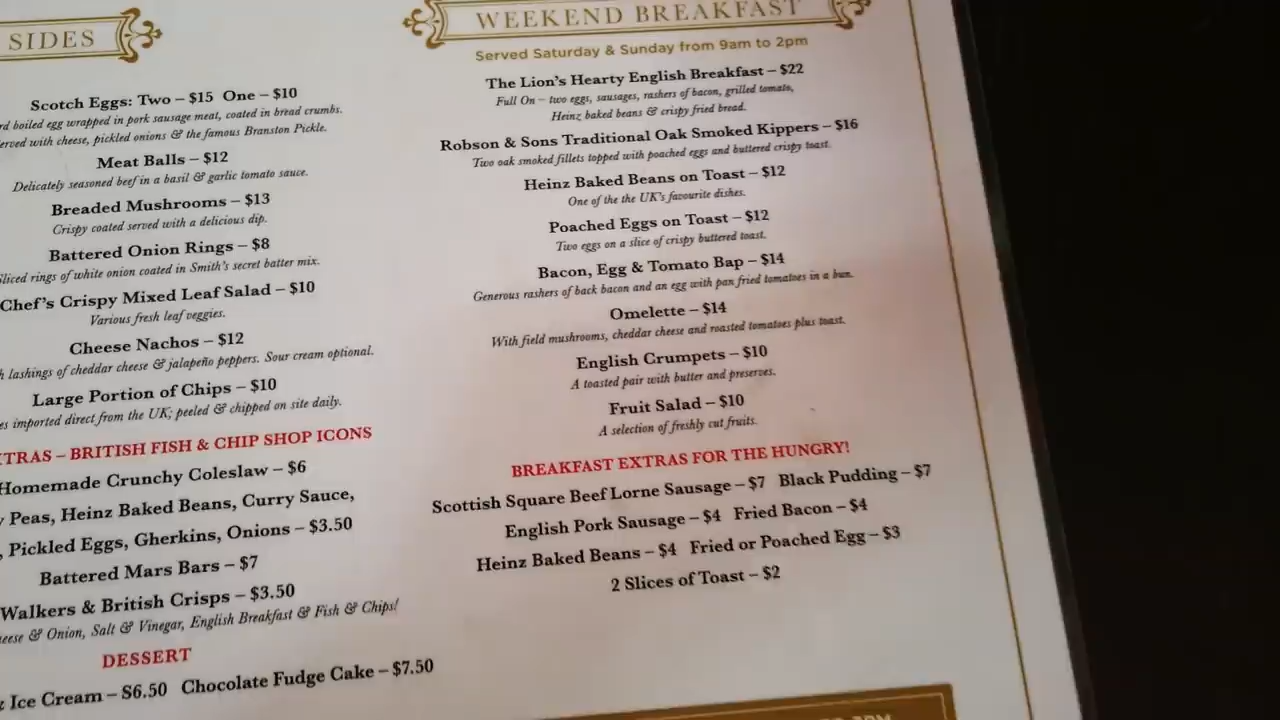 SIDES
Scotch Eggs: Two – $15 One – $10
boiled egg wrapped in pork sausage meat, coated in bread crumbs.
with cheese, pickled onions & the famous Branston Pickle.
Meat Balls – $12
Delicately seasoned beef in a basil & garlic tomato sauce.
Breaded Mushrooms – $13
Crispy coated served with a delicious dip.
Battered Onion Rings – $8
Sliced rings of white onion coated in Smith's secret batter mix.
Chef's Crispy Mixed Leaf Salad – $10
Various fresh leaf veggies.
Cheese Nachos – $12
lashings of cheddar cheese & jalapeño peppers. Sour cream optional.
Large Portion of Chips – $10
imported direct from the UK; peeled & chipped on site daily.
– BRITISH FISH & CHIP SHOP ICONS
Homemade Crunchy Coleslaw – $6
Peas, Heinz Baked Beans, Curry Sauce,
, Pickled Eggs, Gherkins, Onions – $3.50
Battered Mars Bars – $7
Walkers & British Crisps – $3.50
& Onion, Salt & Vinegar, English Breakfast & Fish & Chips!
DESSERT
Ice Cream – $6.50 Chocolate Fudge Cake – $7.50
WEEKEND BREAKFAST
Served Saturday & Sunday from 9am to 2pm
The Lion's Hearty English Breakfast – $22
Full On – two eggs, sausages, rashers of bacon, grilled tomato,
Heinz baked beans & crispy fried bread.
Robson & Sons Traditional Oak Smoked Kippers – $16
Two oak smoked fillets topped with poached eggs and buttered crispy toast.
Heinz Baked Beans on Toast – $12
One of the the UK's favourite dishes.
Poached Eggs on Toast – $12
Two eggs on a slice of crispy buttered toast.
Bacon, Egg & Tomato Bap – $14
Generous rashers of back bacon and an egg with pan fried tomatoes in a bun.
Omelette – $14
With field mushrooms, cheddar cheese and roasted tomatoes plus toast.
English Crumpets – $10
A toasted pair with butter and preserves.
Fruit Salad – $10
A selection of freshly cut fruits.
BREAKFAST EXTRAS FOR THE HUNGRY!
Scottish Square Beef Lorne Sausage – $7 Black Pudding – $7
English Pork Sausage – $4 Fried Bacon – $4
Heinz Baked Beans – $4 Fried or Poached Egg – $3
2 Slices of Toast – $2